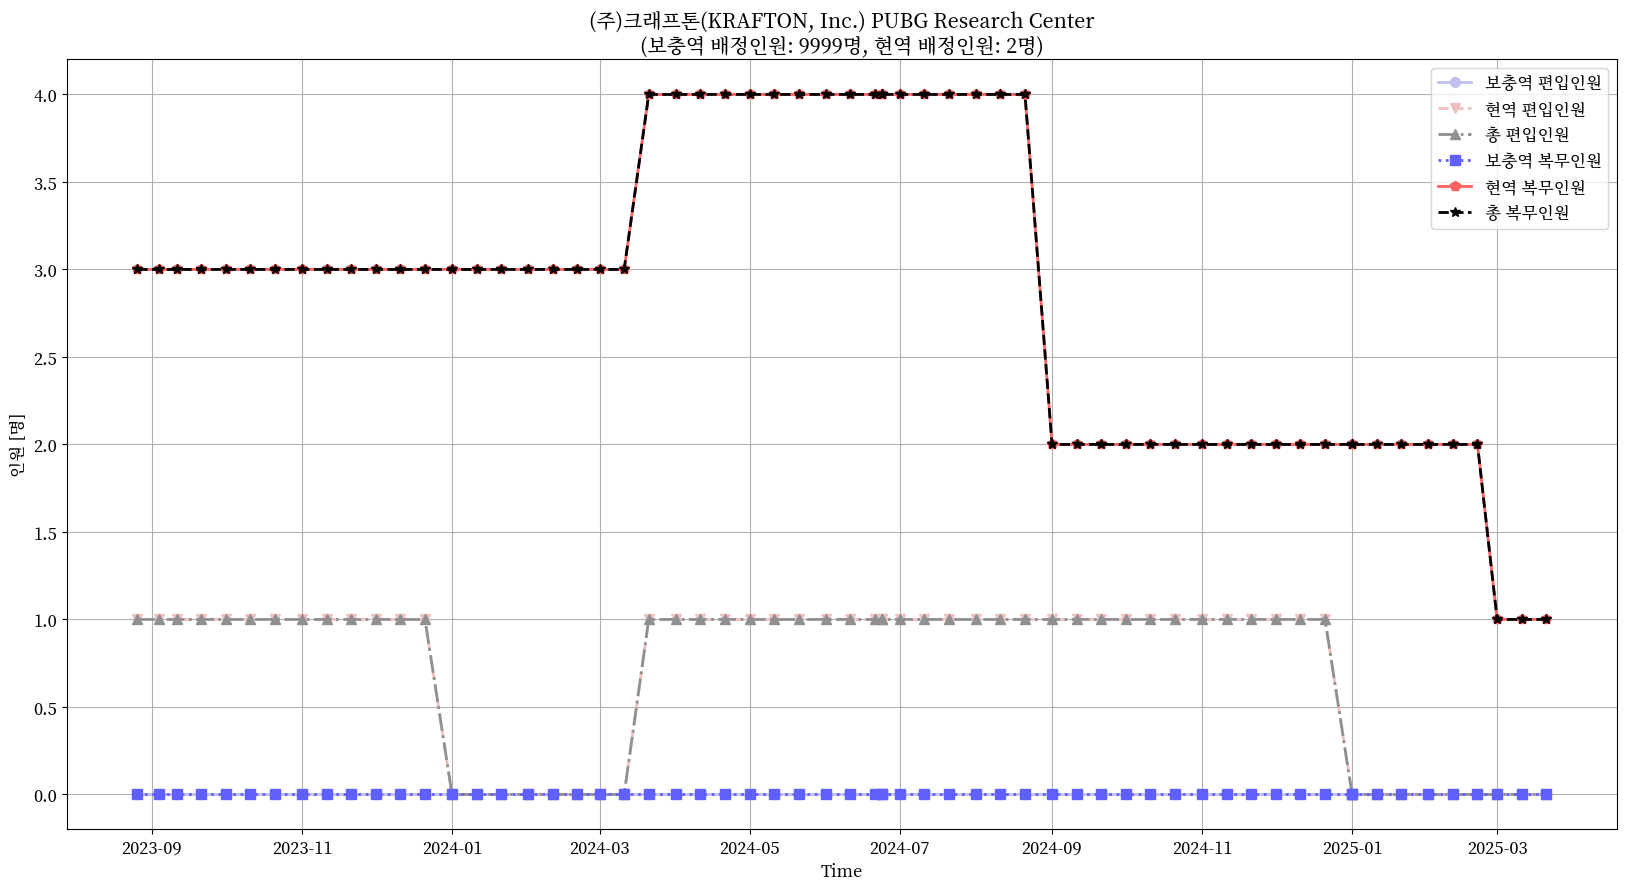 (주)크래프톤(KRAFTON, Inc.) PUBG Research Center
(보충역 배정인원: 9999명, 현역 배정인원: 2명)
보충역 편입인원
현역 편입인원
총 편입인원
보충역 복무인원
현역 복무인원
총 복무인원
인원 [명]
4.0
3.5
3.0
2.5
2.0
1.5
1.0
0.5
0.0
2023-09 2023-11 2024-01 2024-03 2024-05 2024-07 2024-09 2024-11 2025-01 2025-03
Time